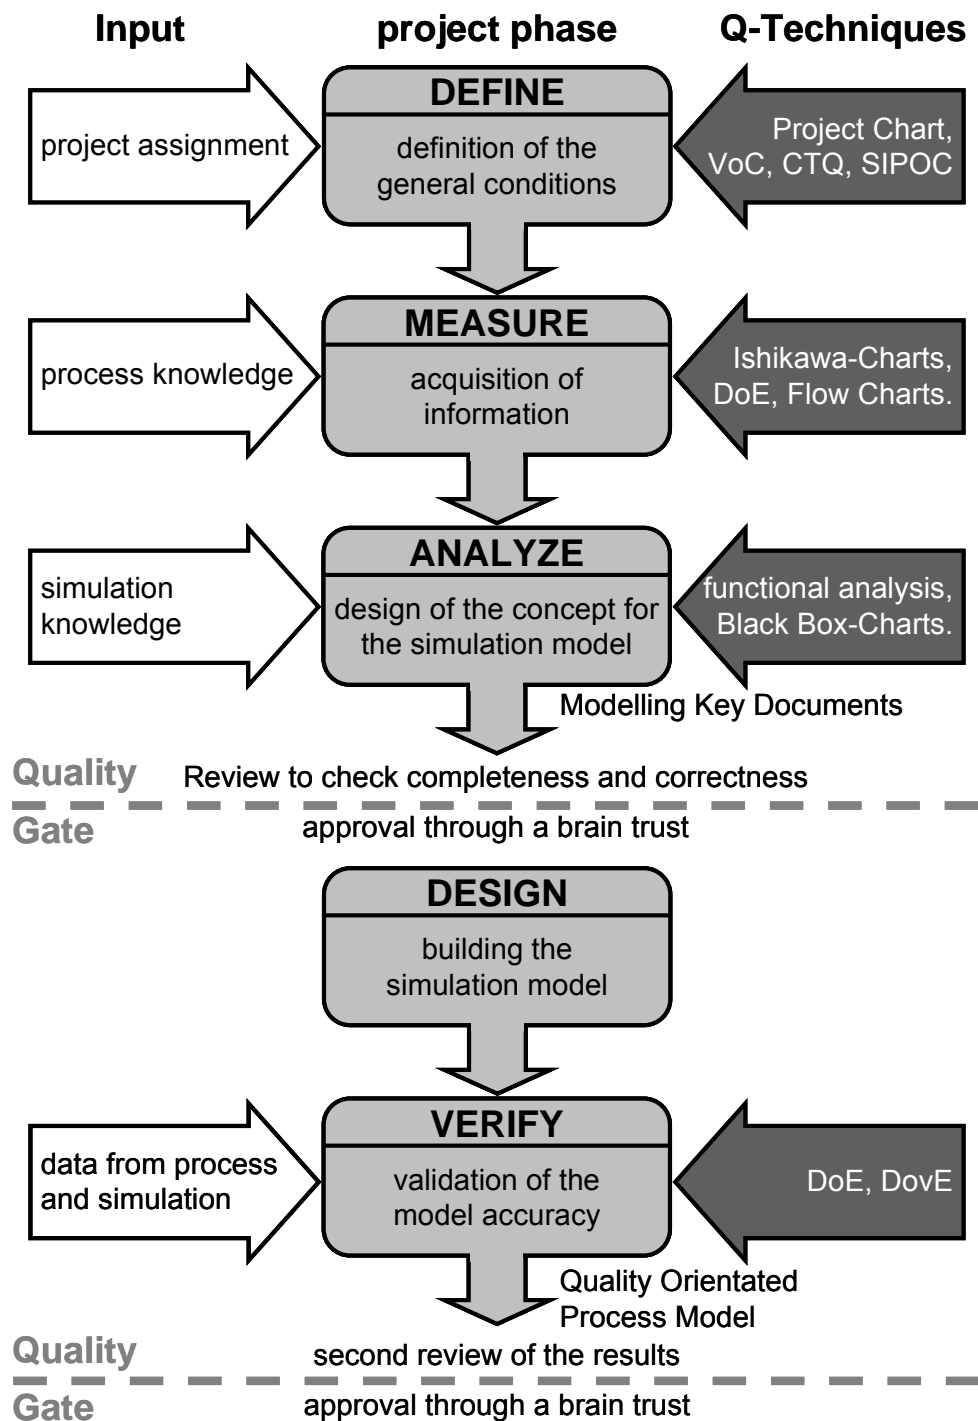 Input project phase Q-Techniques
DEFINE
project assignment
definition of the
general conditions
Project Chart,
VoC, CTQ, SIPOC
MEASURE
process knowledge
acquisition of
information
Ishikawa-Charts,
DoE, Flow Charts.
ANALYZE
simulation
knowledge
design of the concept for
the simulation model
functional analysis,
Black Box-Charts.
Modelling Key Documents
Quality Review to check completeness and correctness
Gate approval through a brain trust
DESIGN
building the
simulation model
VERIFY
data from process
and simulation
validation of the
model accuracy
DoE, DovE
Quality Orientated
Process Model
Quality second review of the results
Gate approval through a brain trust